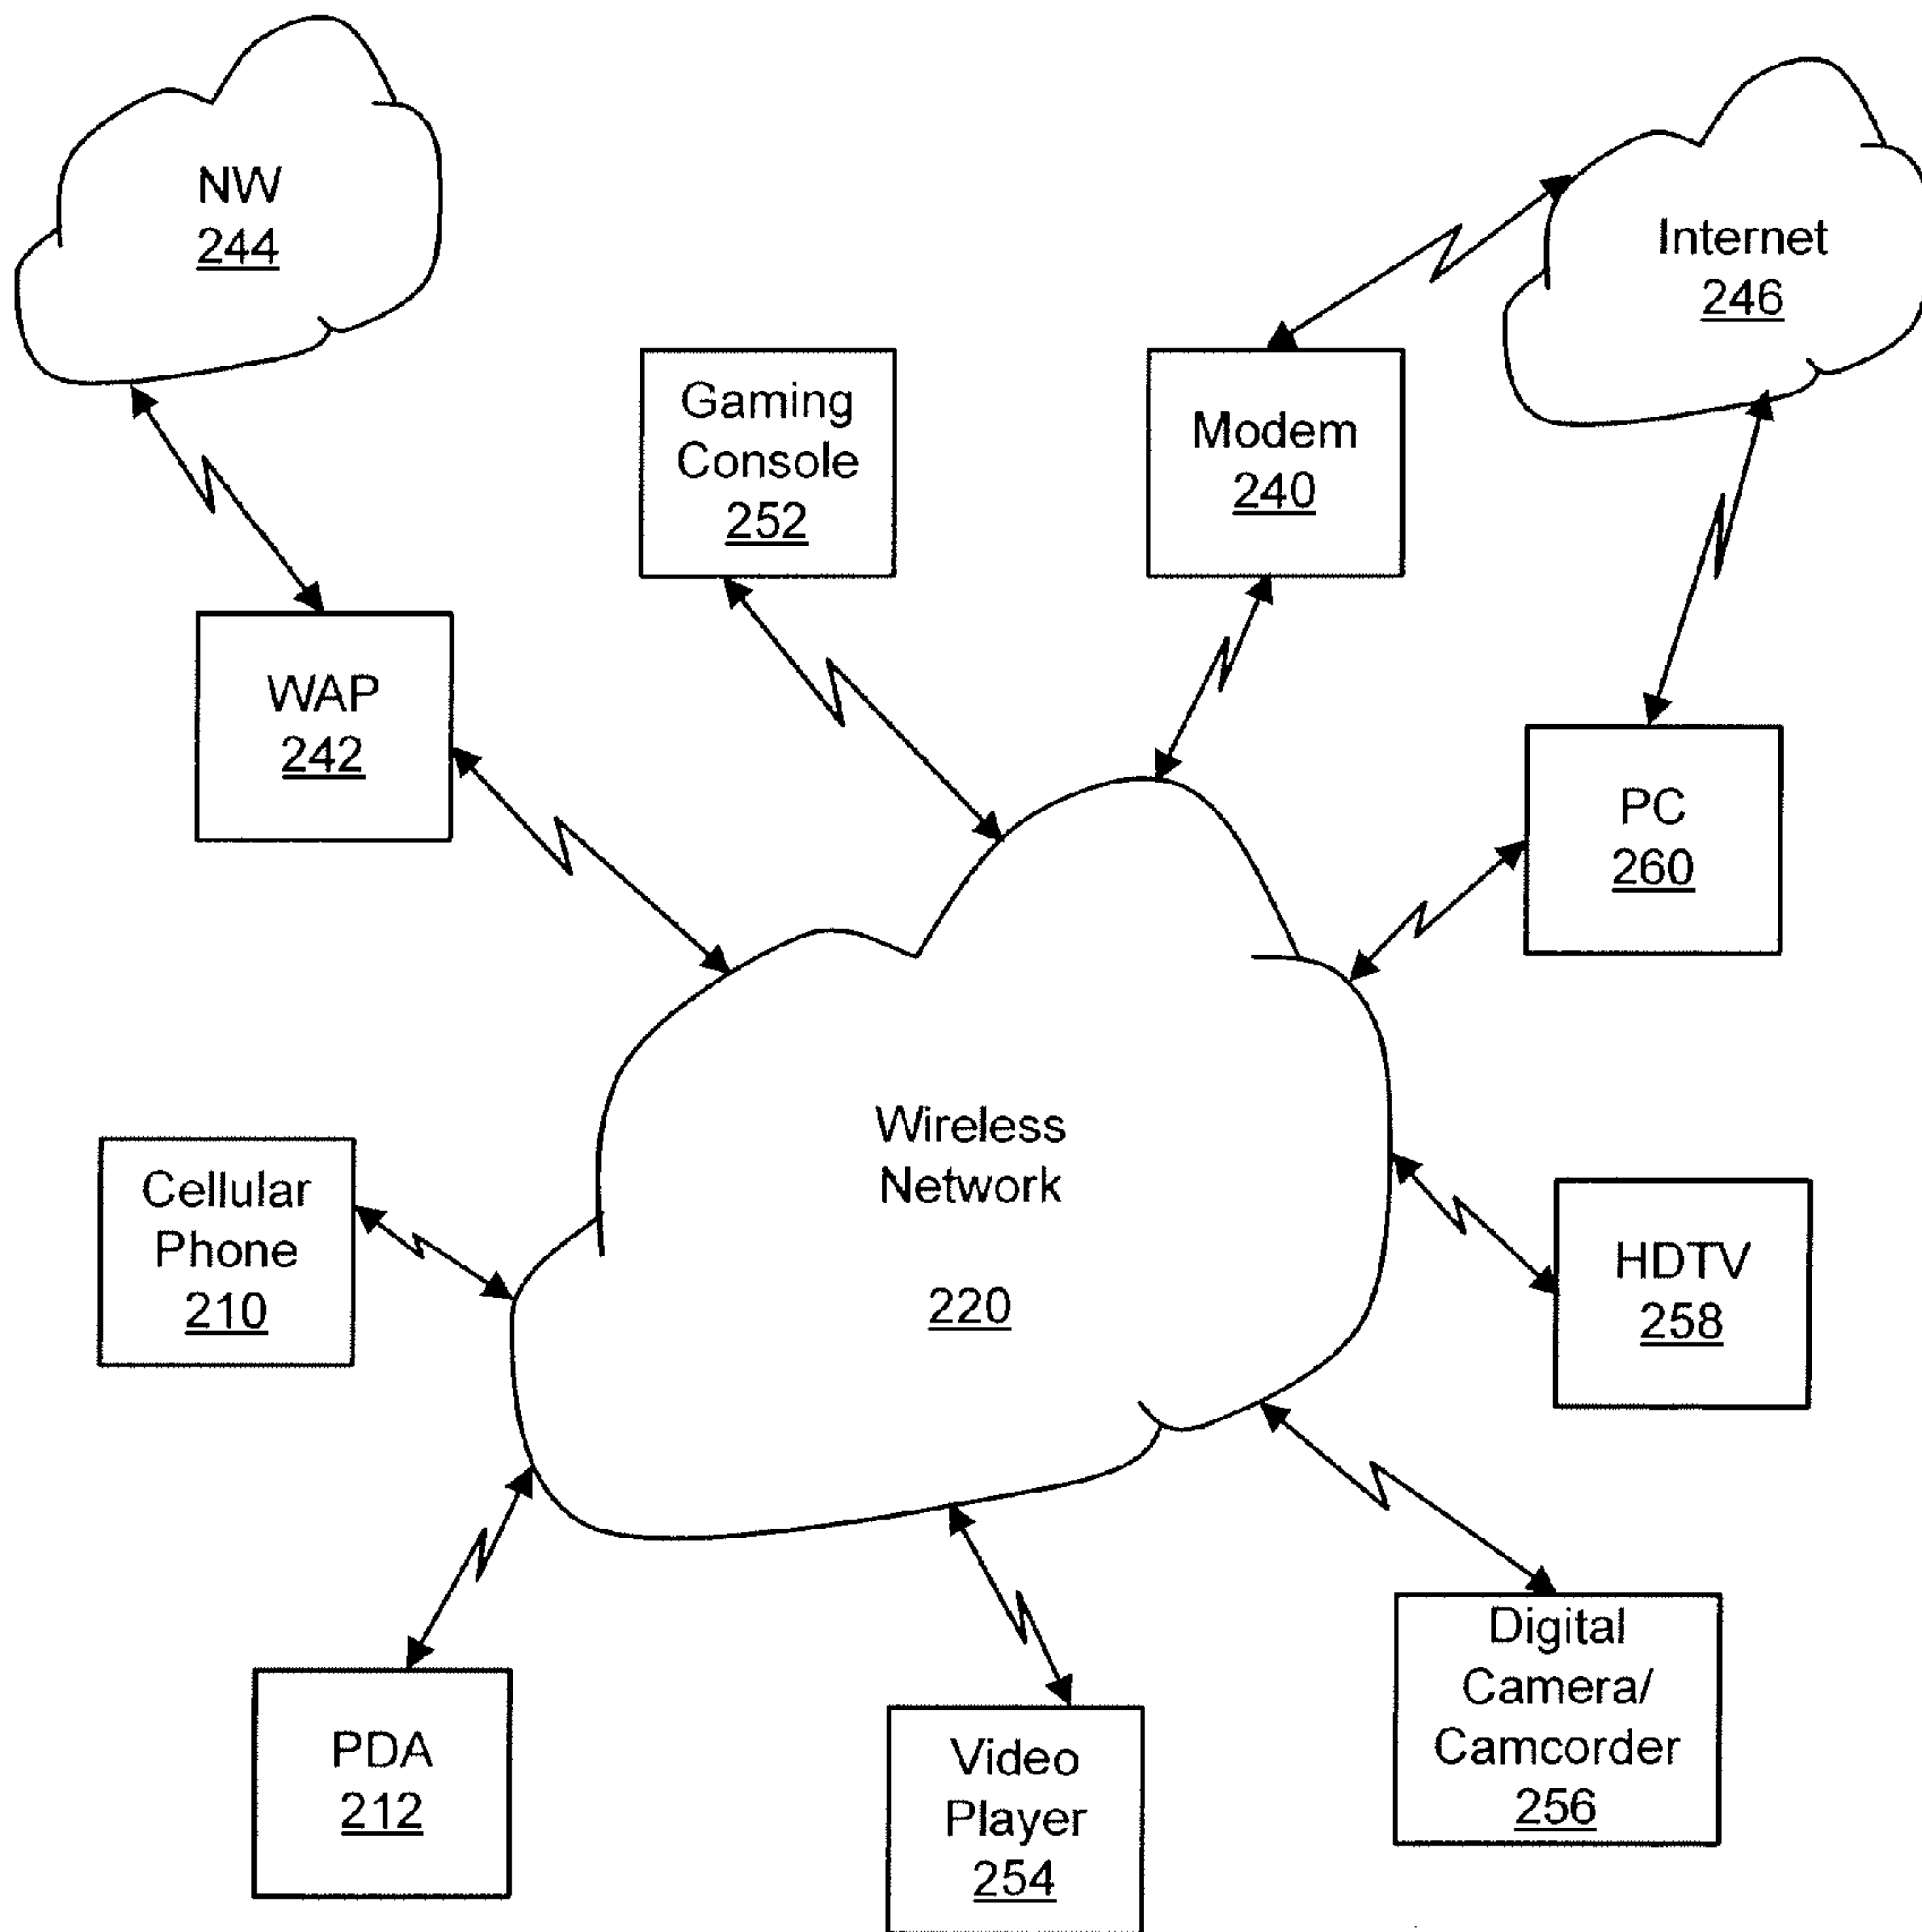 NW
244
Internet
246
Gaming
Console
252
Modem
240
WAP
242
PC
260
Wireless
Network
220
Cellular
Phone
210
HDTV
258
PDA
212
Video
Player
254
Digital
Camera/
Camcorder
256